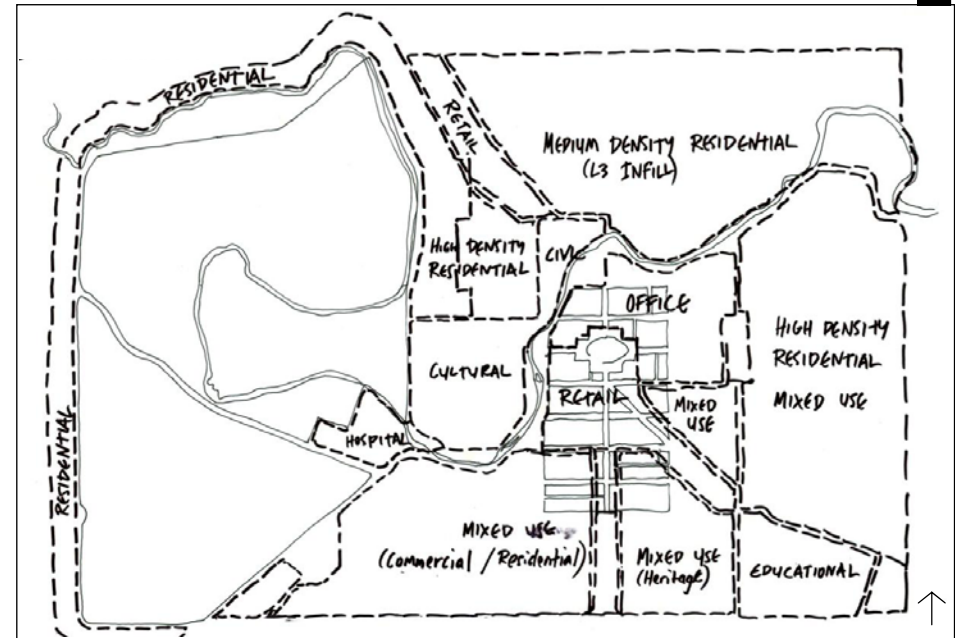 RESIDENTIAL
RETAIL
MEDIUM DENSITY RESIDENTIAL
(L3 INFILL)
HIGH DENSITY
RESIDENTIAL
CIVIC
OFFICE
HIGH DENSITY
RESIDENTIAL
MIXED USE
CULTURAL
RETAIL
MIXED
USE
HOSPITAL
RESIDENTIAL
MIXED USE
(Commercial / Residential)
MIXED USE
(Heritage)
EDUCATIONAL